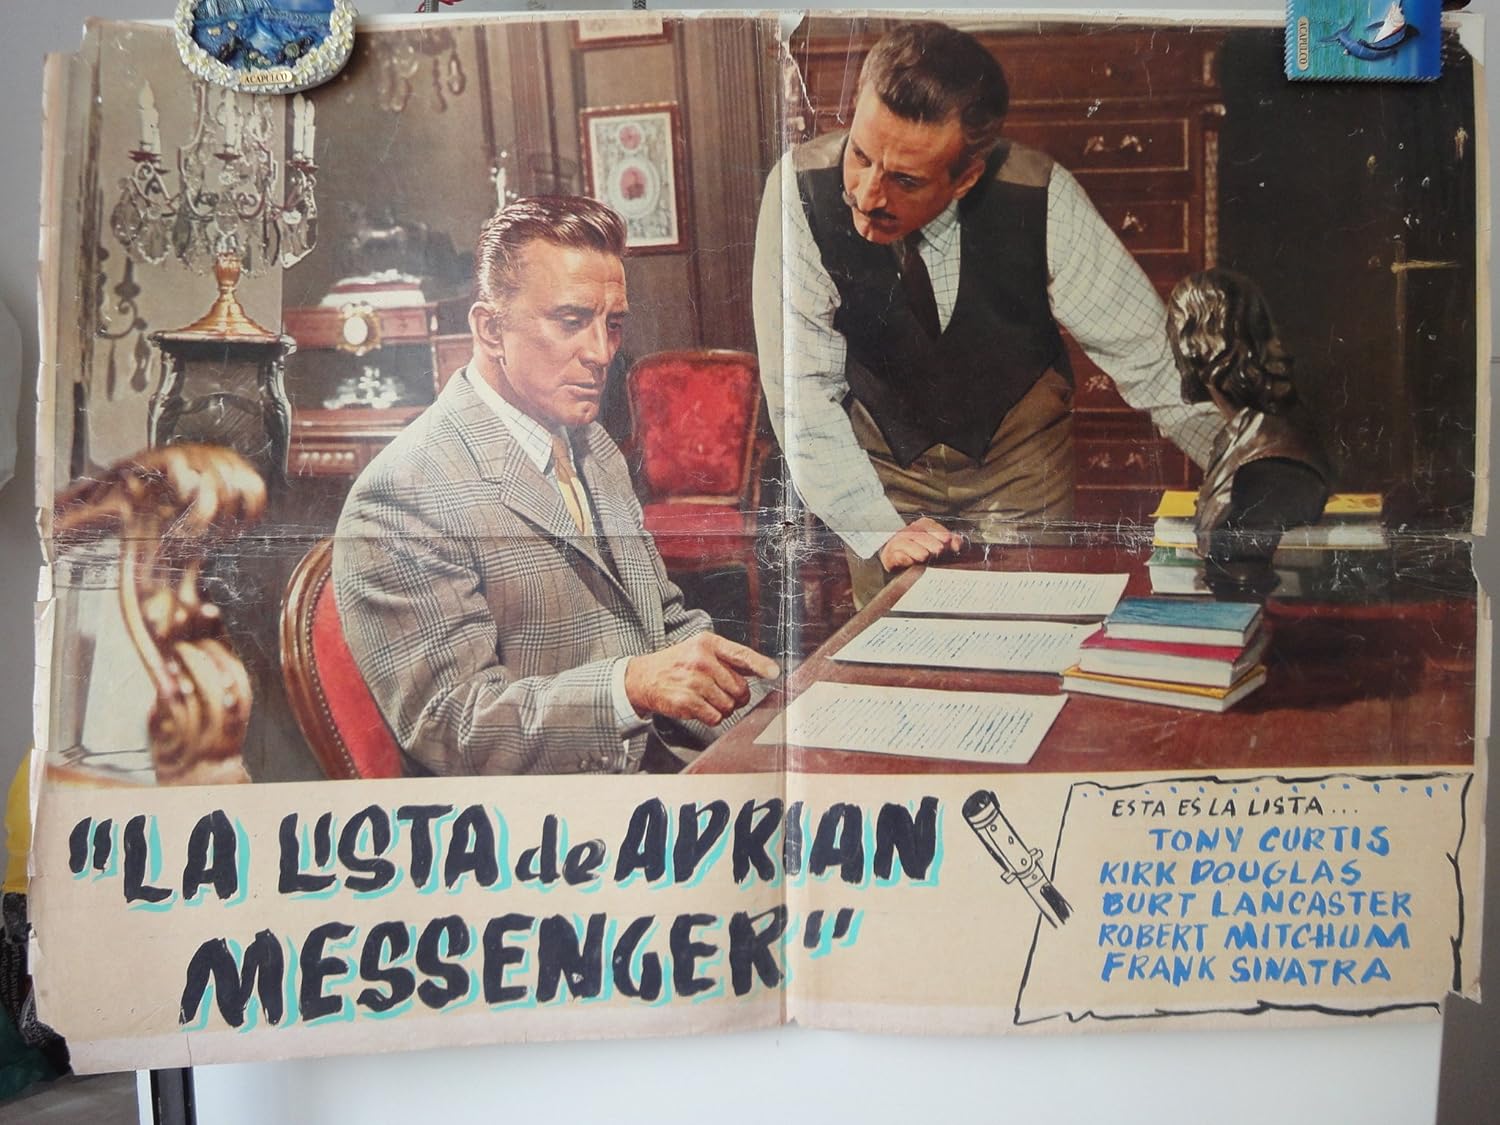 ACAPULCO
ACAPULCO
"LA LISTA de ADRIAN
MESSENGER"
ESTA ES LA LISTA...
TONY CURTIS
KIRK DOUGLAS
BURT LANCASTER
ROBERT MITCHUM
FRANK SINATRA